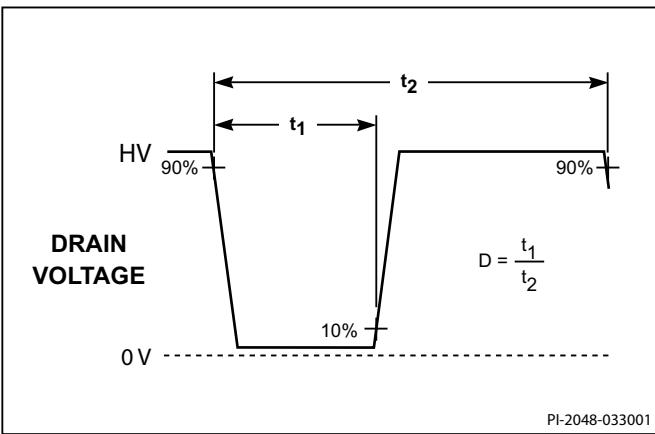 t2
t1
HV
90%
90%
DRAIN
VOLTAGE
D = t1
t2
10%
0 V
PI-2048-033001